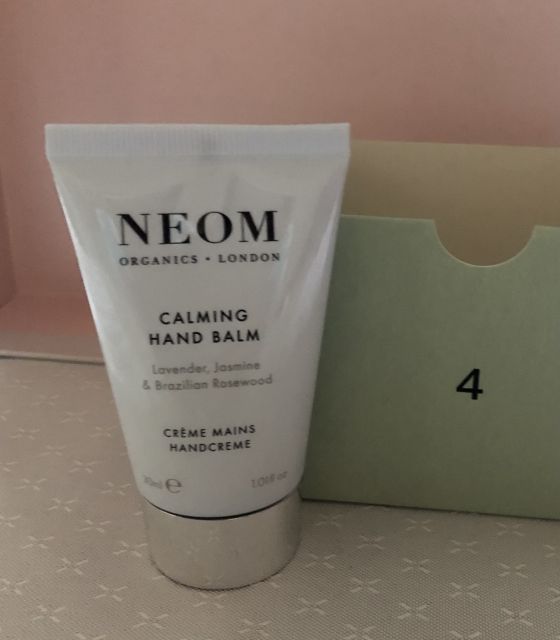 NEOM
ORGANICS • LONDON
CALMING
HAND BALM
Lavender, Jasmine
& Brazilian Rosewood
CRÈME MAINS
HANDCREME
30ml ℮ 1.01fl oz
4